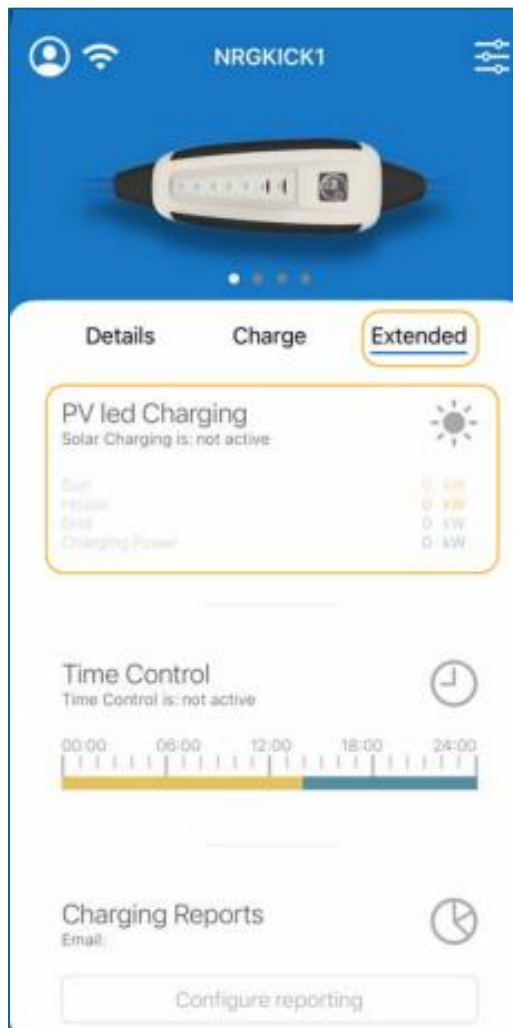 NRGKICK1
Details Charge Extended
PV led Charging
Solar Charging is: not active
Sun 0 kW
House 0 kW
Grid 0 kW
Charging Power 0 kW
Time Control
Time Control is: not active
00:00 06:00 12:00 18:00 24:00
Charging Reports
Email:
Configure reporting